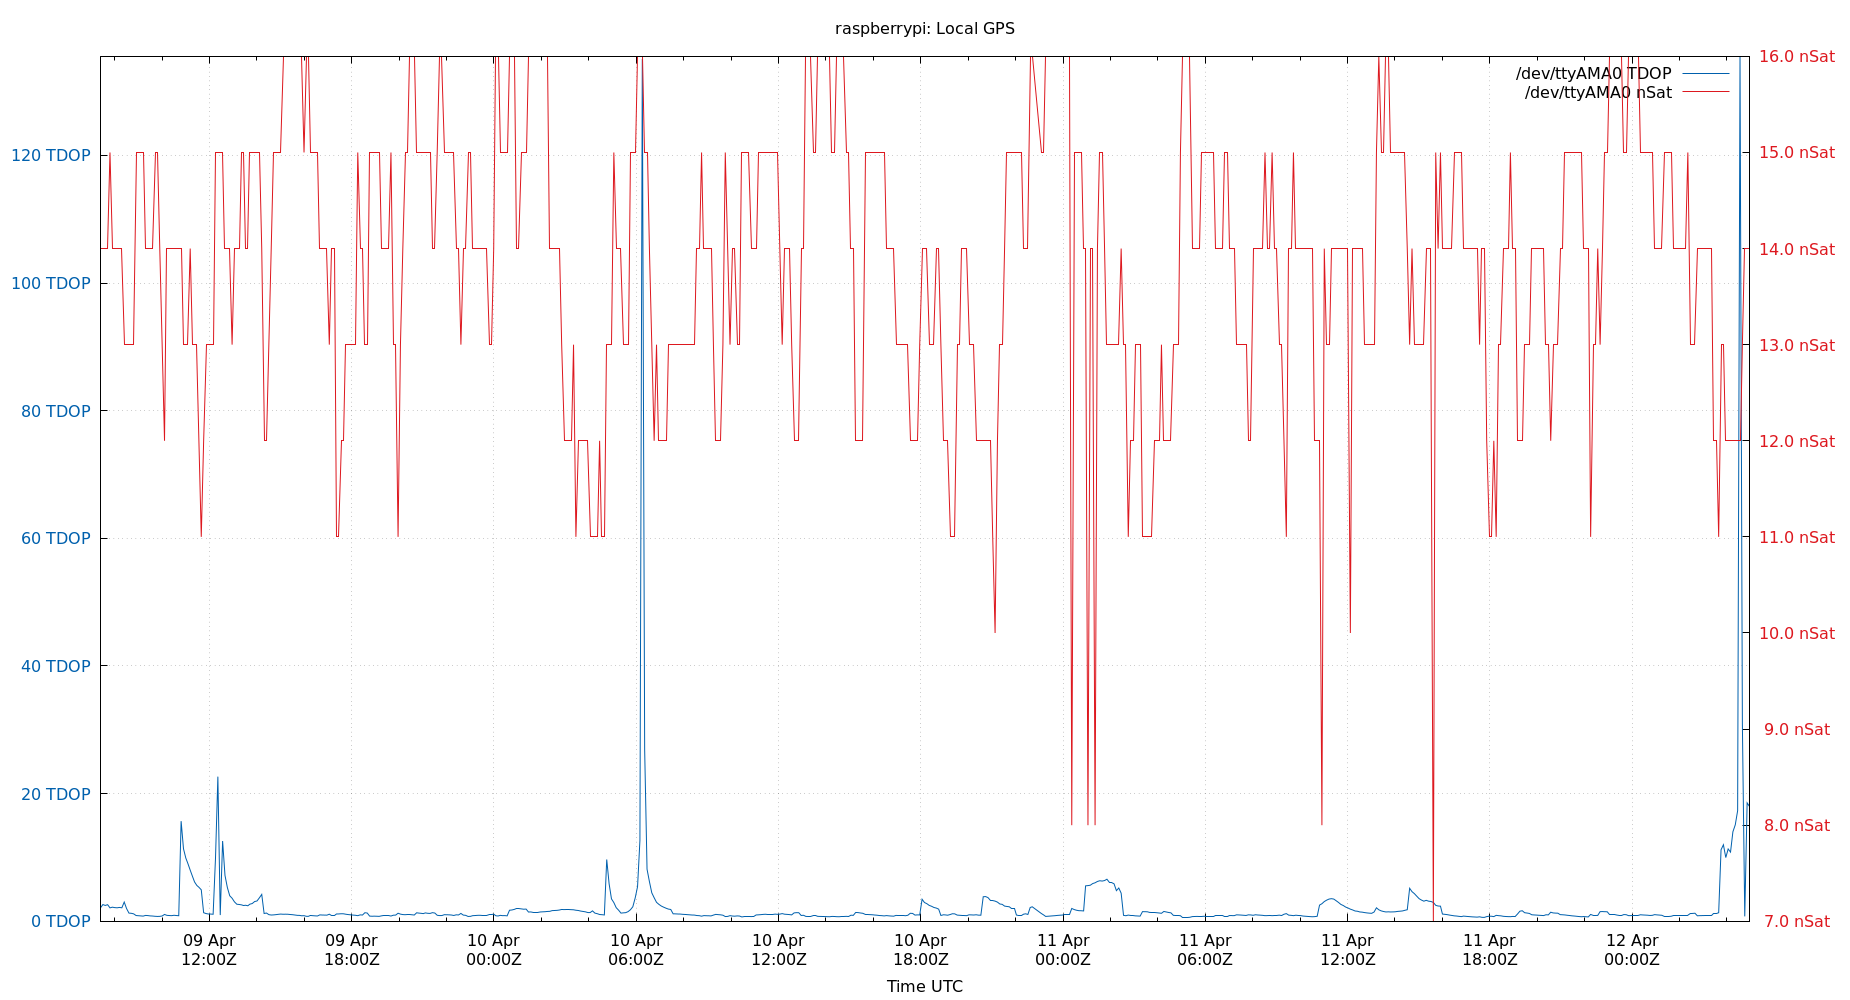 raspberrypi: Local GPS
/dev/ttyAMA0 TDOP
/dev/ttyAMA0 nSat
120 TDOP
100 TDOP
80 TDOP
60 TDOP
40 TDOP
20 TDOP
0 TDOP
16.0 nSat
15.0 nSat
14.0 nSat
13.0 nSat
12.0 nSat
11.0 nSat
10.0 nSat
9.0 nSat
8.0 nSat
7.0 nSat
09 Apr 09 Apr 10 Apr 10 Apr 10 Apr 10 Apr 11 Apr 11 Apr 11 Apr 11 Apr 12 Apr
12:00Z 18:00Z 00:00Z 06:00Z 12:00Z 18:00Z 00:00Z 06:00Z 12:00Z 18:00Z 00:00Z
Time UTC